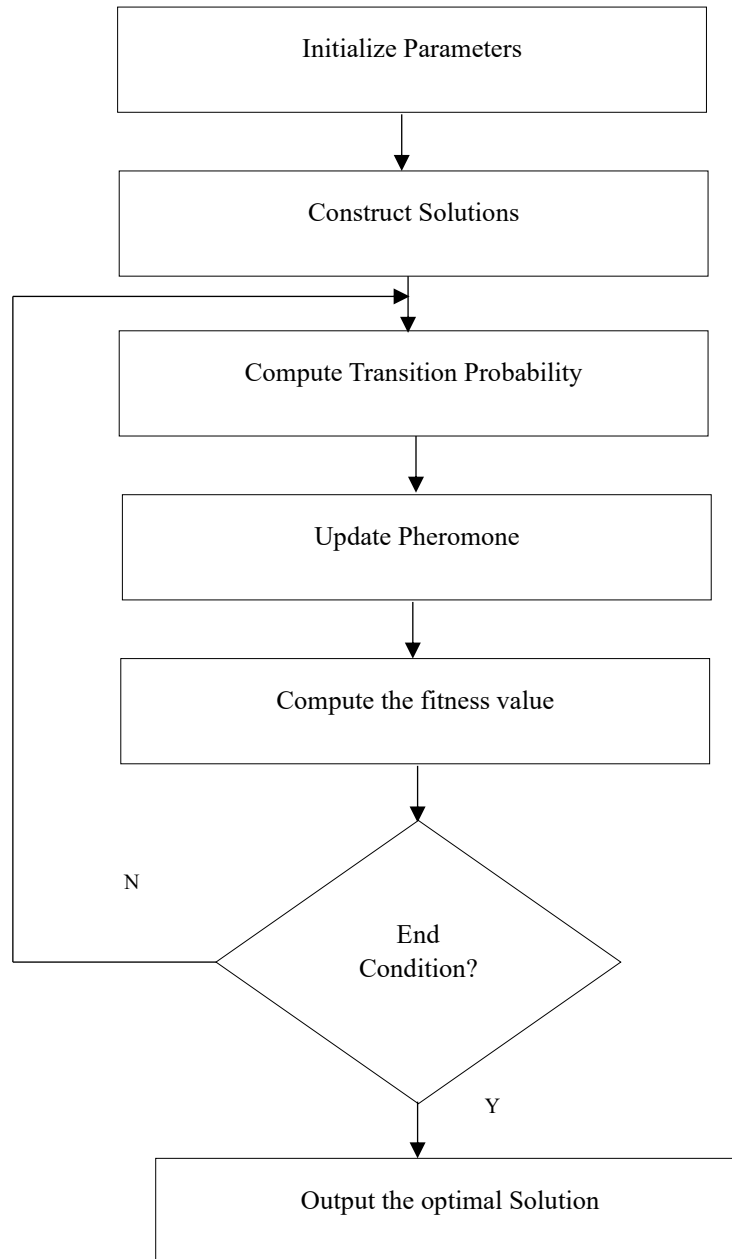 Initialize Parameters
Construct Solutions
Compute Transition Probability
Update Pheromone
Compute the fitness value
N
End
Condition?
Y
Output the optimal Solution